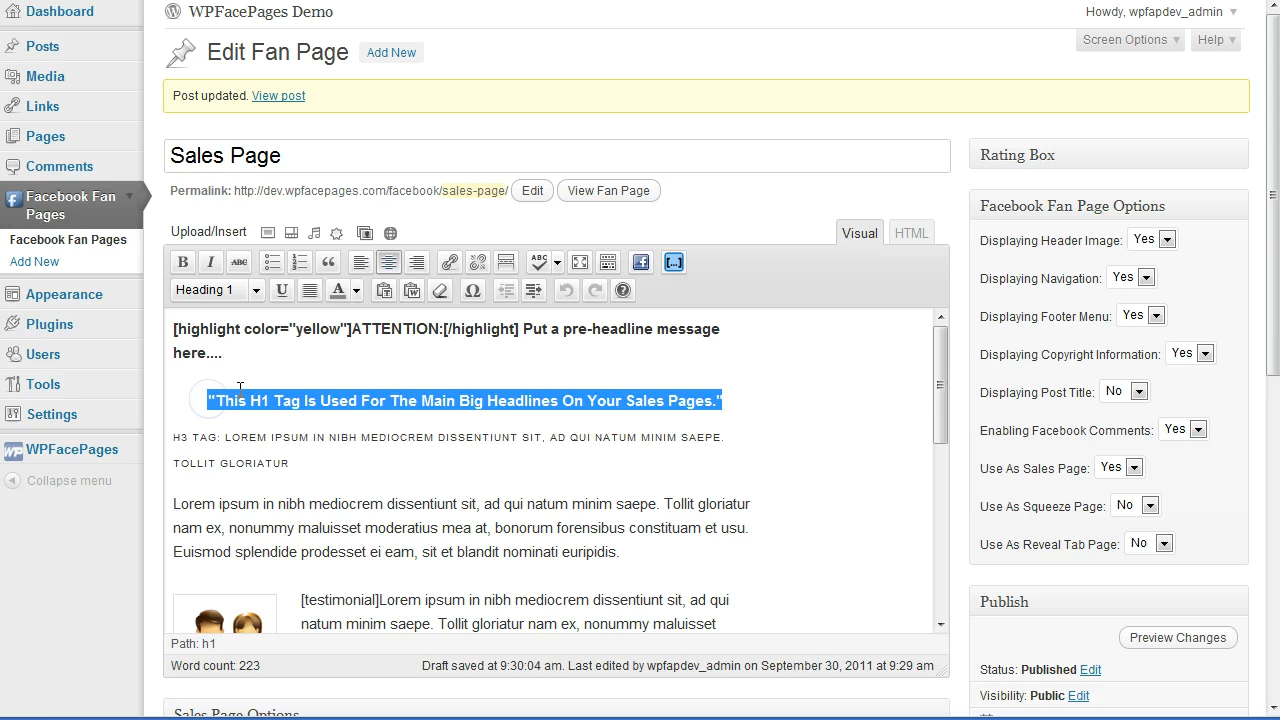 Dashboard
WPFacePages Demo
Howdy, wpfapdev_admin
Posts
Media
Links
Pages
Comments
Facebook Fan
Pages
Facebook Fan Pages
Add New
Appearance
Plugins
Users
Tools
Settings
WPFacePages
Collapse menu
Edit Fan Page Add New
Screen Options Help
Post updated. View post
Sales Page
Permalink: http://dev.wpfacepages.com/facebook/sales-page/ Edit View Fan Page
Upload/Insert
Visual HTML
B I ABC ABC
Heading 1 U A Ω
[highlight color="yellow"]ATTENTION:[/highlight] Put a pre-headline message
here....
"This H1 Tag Is Used For The Main Big Headlines On Your Sales Pages."
H3 TAG: LOREM IPSUM IN NIBH MEDIOCREM DISSENTIUNT SIT, AD QUI NATUM MINIM SAEPE.
TOLLIT GLORIATUR
Lorem ipsum in nibh mediocrem dissentiunt sit, ad qui natum minim saepe. Tollit gloriatur
nam ex, nonummy maluisset moderatius mea at, bonorum forensibus constituam et usu.
Euismod splendide prodesset ei eam, sit et blandit nominati euripidis.
[testimonial]Lorem ipsum in nibh mediocrem dissentiunt sit, ad qui
natum minim saepe. Tollit gloriatur nam ex, nonummy maluisset
Path: h1
Word count: 223
Draft saved at 9:30:04 am. Last edited by wpfapdev_admin on September 30, 2011 at 9:29 am
Sales Page Options
Rating Box
Facebook Fan Page Options
Displaying Header Image: Yes
Displaying Navigation: Yes
Displaying Footer Menu: Yes
Displaying Copyright Information: Yes
Displaying Post Title: No
Enabling Facebook Comments: Yes
Use As Sales Page: Yes
Use As Squeeze Page: No
Use As Reveal Tab Page: No
Publish
Preview Changes
Status: Published Edit
Visibility: Public Edit